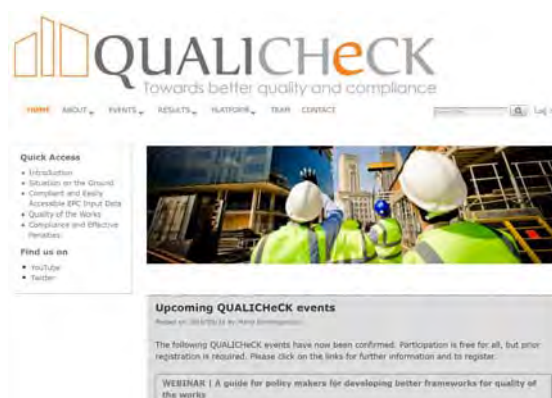 QUALICHeCK
Towards better quality and compliance
HOME ABOUT EVENTS RESULTS PLATFORM TEAM CONTACT
Quick Access
Introduction
Situation on the Ground
Compliant and Easily
Accessible EPC Input Data
Quality of the Works
Compliance and Effective
Penalties
Find us on
YouTube
Twitter
Upcoming QUALICHeCK events
The following QUALICHeCK events have now been confirmed. Participation is free for all, but prior
registration is required. Please click on the links for further information and to register.
WEBINAR | A guide for policy makers for developing better frameworks for quality of
the works